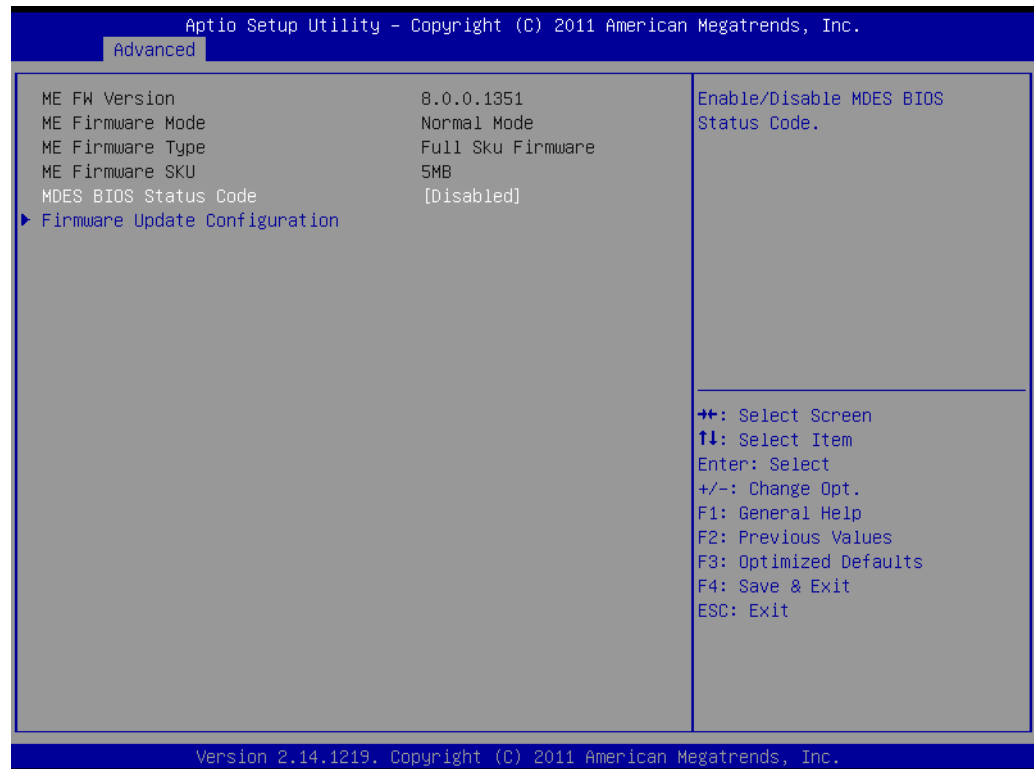 Aptio Setup Utility – Copyright (C) 2011 American Megatrends, Inc.
Advanced
ME FW Version 8.0.0.1351
ME Firmware Mode Normal Mode
ME Firmware Type Full Sku Firmware
ME Firmware SKU 5MB
MDES BIOS Status Code [Disabled]
▶ Firmware Update Configuration
Enable/Disable MDES BIOS
Status Code.
→←: Select Screen
↑↓: Select Item
Enter: Select
+/-: Change Opt.
F1: General Help
F2: Previous Values
F3: Optimized Defaults
F4: Save & Exit
ESC: Exit
Version 2.14.1219. Copyright (C) 2011 American Megatrends, Inc.